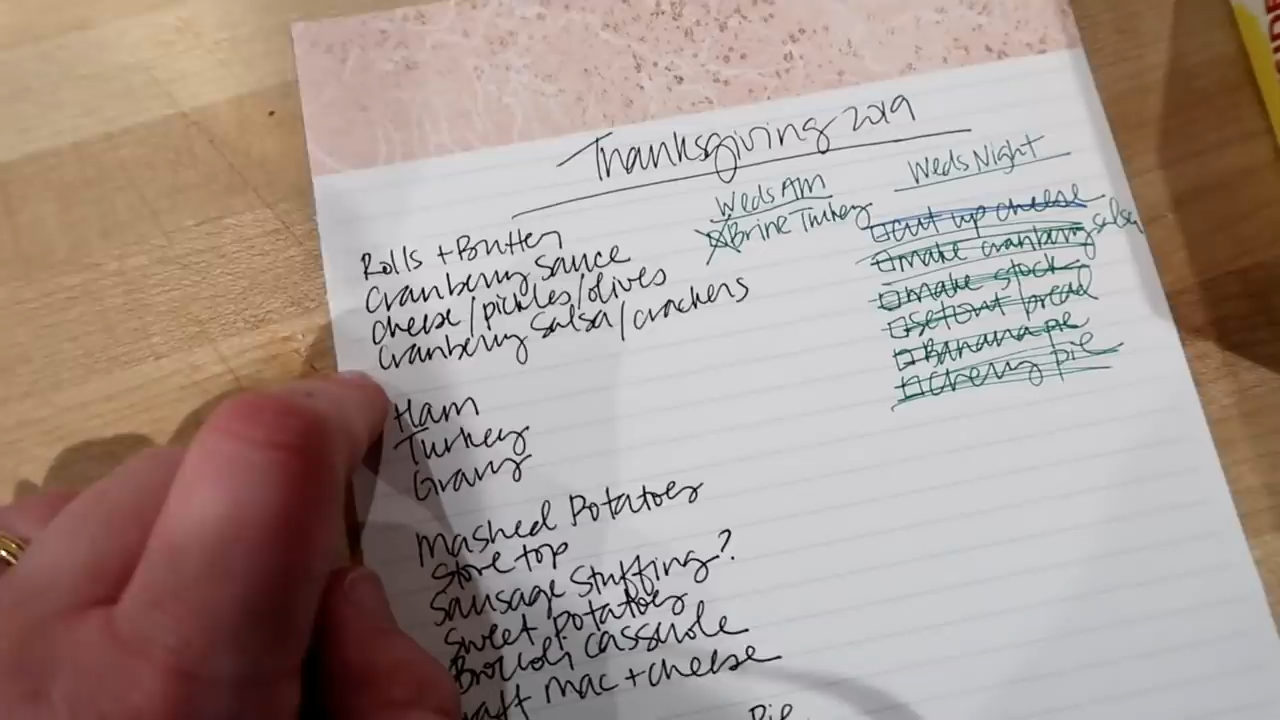 Thanksgiving 2019
Weds AM
Brine Turkey
Weds Night
cut up cheese
make cranberry salsa
make stock
set out bread
Banana pie
cherry pie
Rolls + Butter
Cranberry Sauce
cheese/pickles/olives
Cranberry Salsa/crackers
Ham
Turkey
Gravy
Mashed Potatoes
Stove top
Sausage Stuffing?
Sweet Potatoes
Broccoli Casserole
raft mac + cheese
Pie